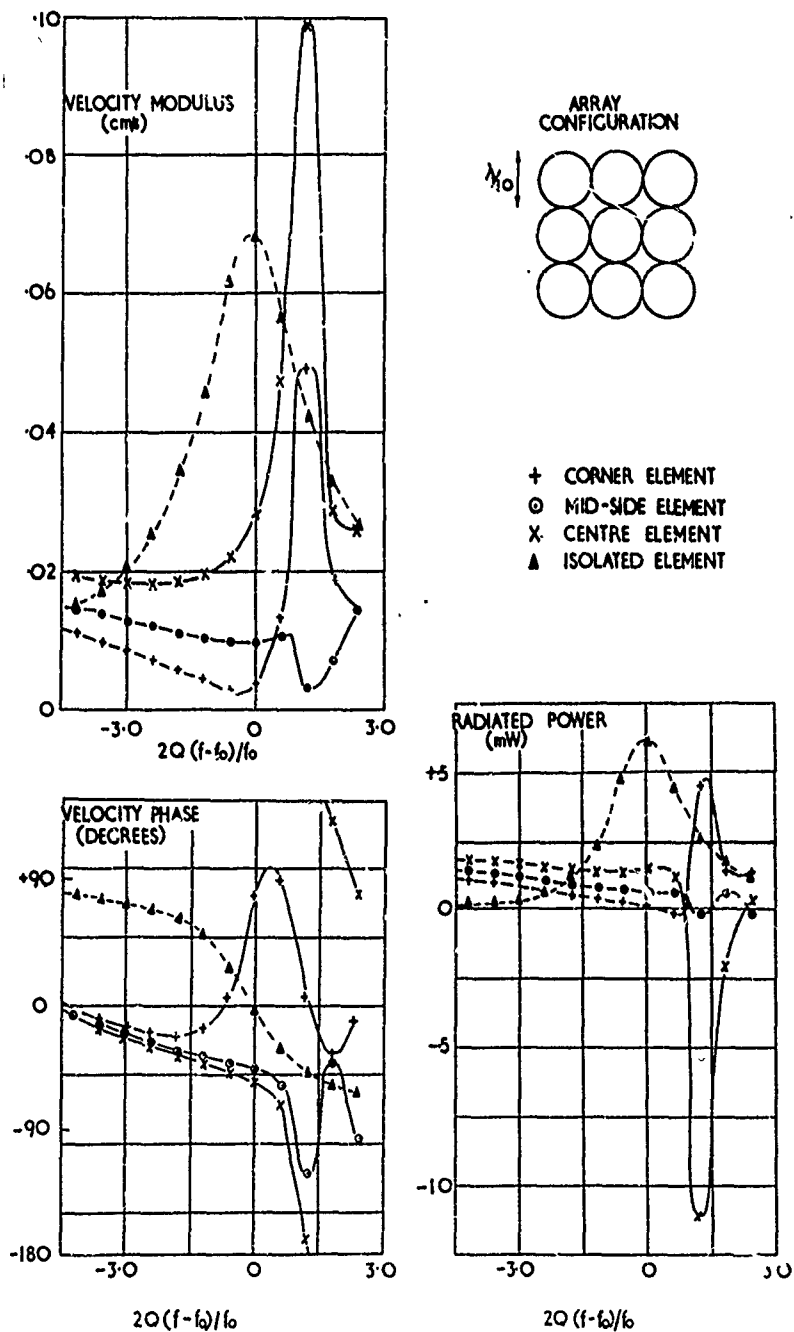 .10
VELOCITY MODULUS
(cm/s)
.08
.06
.04
.02
0
-3.0 0 3.0
2Q(f-f₀)/f₀
ARRAY
CONFIGURATION
λ/10
+ CORNER ELEMENT
⊙ MID-SIDE ELEMENT
X CENTRE ELEMENT
▲ ISOLATED ELEMENT
VELOCITY PHASE
(DEGREES)
+90
0
-90
-180
-3.0 0 3.0
2Q(f-f₀)/f₀
RADIATED POWER
(mW)
+5
0
-5
-10
-3.0 0
2Q(f-f₀)/f₀